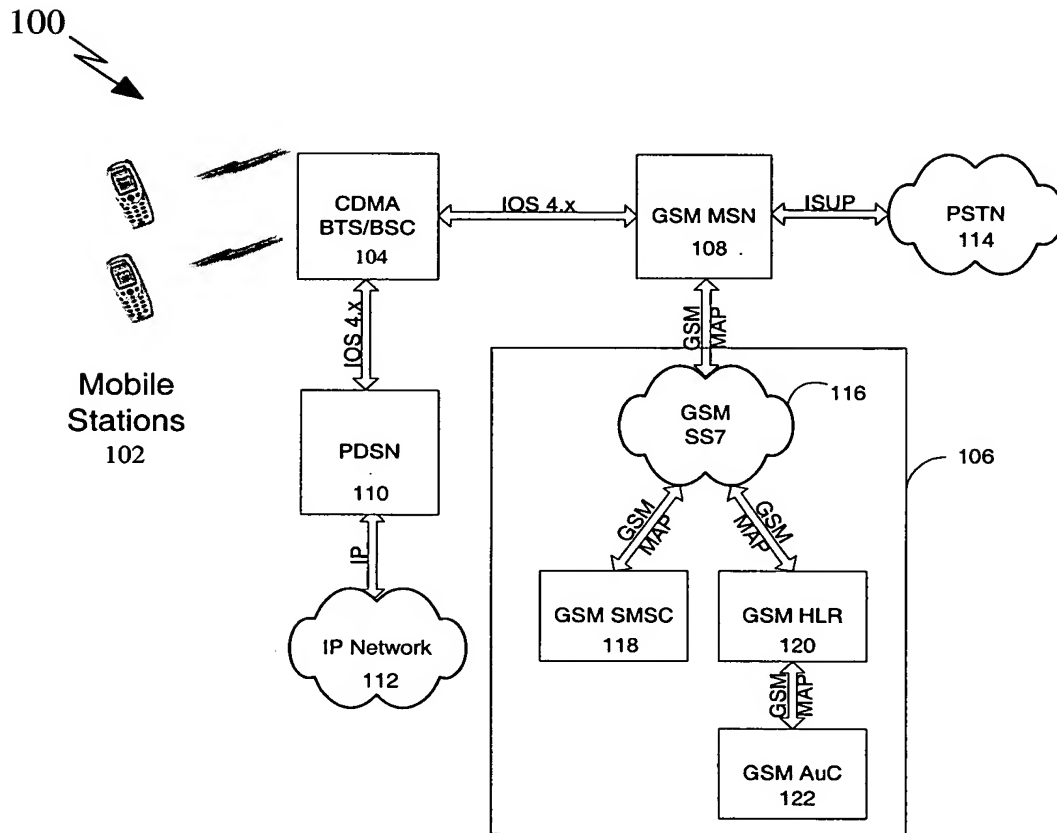 100
CDMA
BTS/BSC
104
IOS 4.x
GSM MSN
108
ISUP
PSTN
114
IOS 4.x
GSM
MAP
Mobile
Stations
102
GSM
SS7
116
PDSN
110
106
GSM
MAP
GSM
MAP
IP
GSM SMSC
118
GSM HLR
120
IP Network
112
GSM
MAP
GSM AuC
122